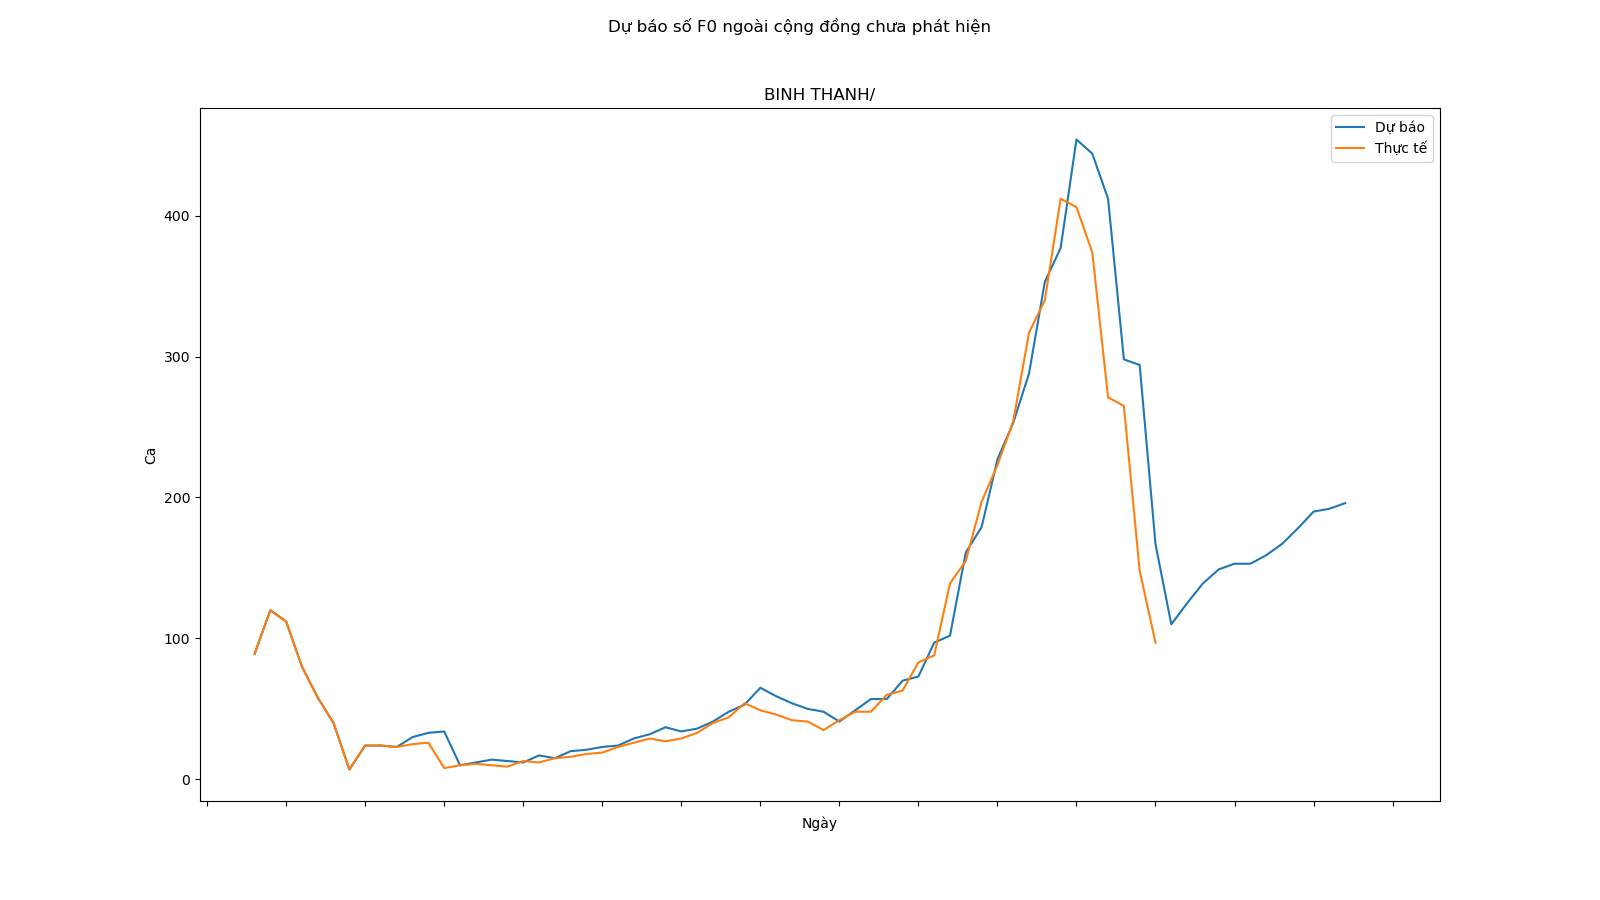 Dự báo số F0 ngoài cộng đồng chưa phát hiện
BINH THANH/
Dự báo
Thực tế
400
300
200
100
0
Ca
Ngày